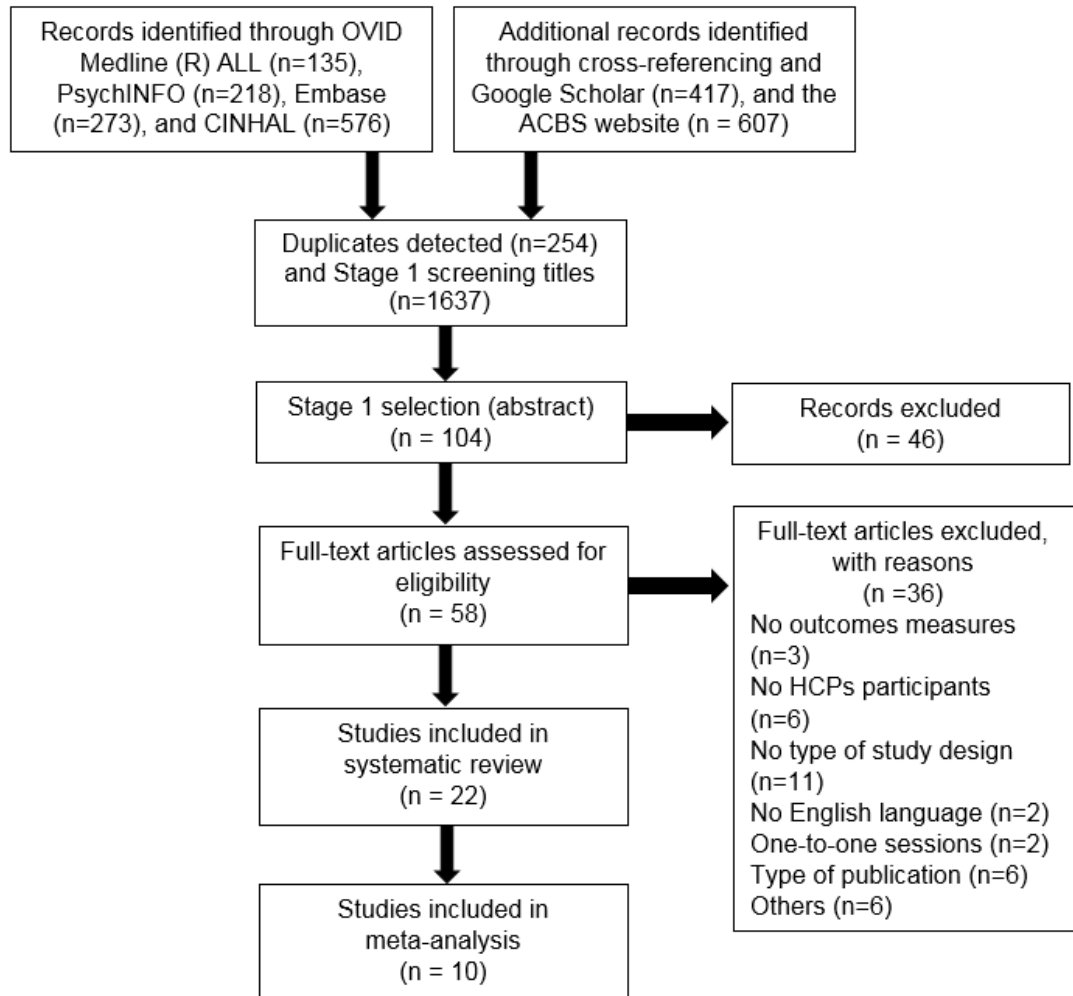 Records identified through OVID
Medline (R) ALL (n=135),
PsychINFO (n=218), Embase
(n=273), and CINHAL (n=576)
Additional records identified
through cross-referencing and
Google Scholar (n=417), and the
ACBS website (n = 607)
Duplicates detected (n=254)
and Stage 1 screening titles
(n=1637)
Stage 1 selection (abstract)
(n = 104)
Records excluded
(n = 46)
Full-text articles assessed for
eligibility
(n = 58)
Full-text articles excluded,
with reasons
(n =36)
No outcomes measures
(n=3)
No HCPs participants
(n=6)
No type of study design
(n=11)
No English language (n=2)
One-to-one sessions (n=2)
Type of publication (n=6)
Others (n=6)
Studies included in
systematic review
(n = 22)
Studies included in
meta-analysis
(n = 10)